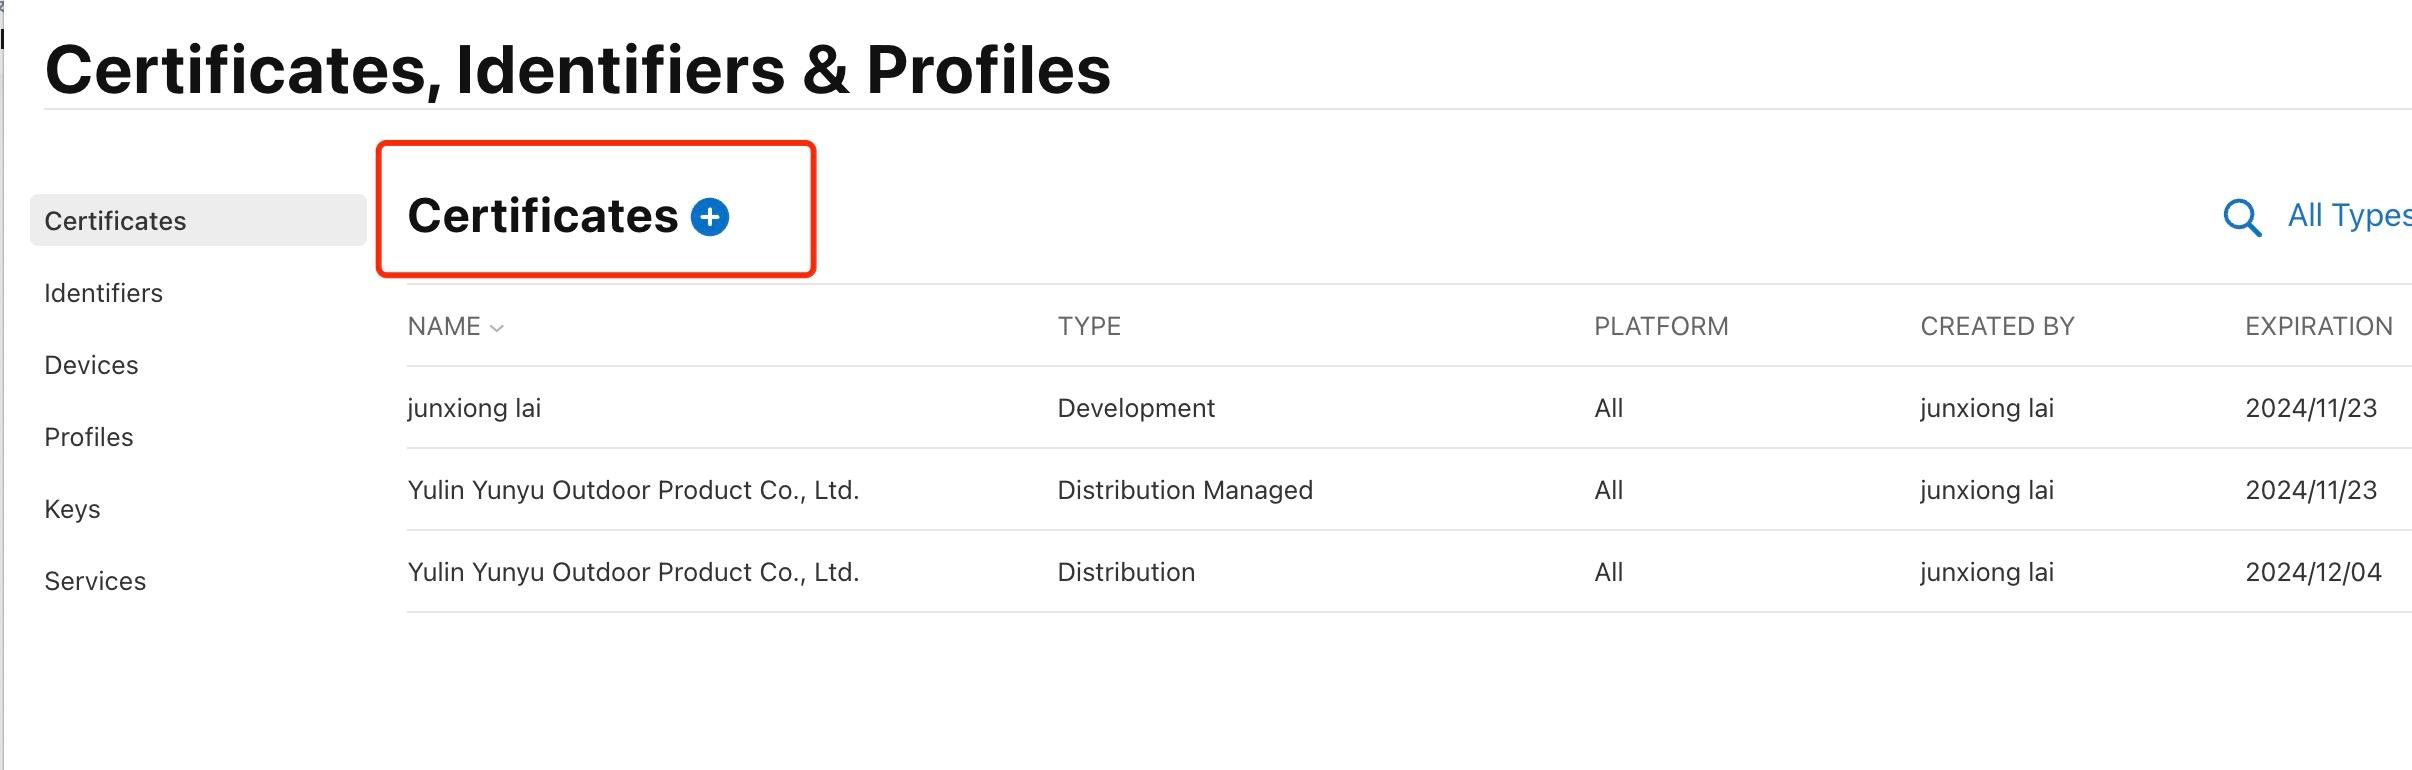 Certificates, Identifiers & Profiles
Certificates
Identifiers
Devices
Profiles
Keys
Services
Certificates
All Types
NAME TYPE PLATFORM CREATED BY EXPIRATION
junxiong lai Development All junxiong lai 2024/11/23
Yulin Yunyu Outdoor Product Co., Ltd. Distribution Managed All junxiong lai 2024/11/23
Yulin Yunyu Outdoor Product Co., Ltd. Distribution All junxiong lai 2024/12/04